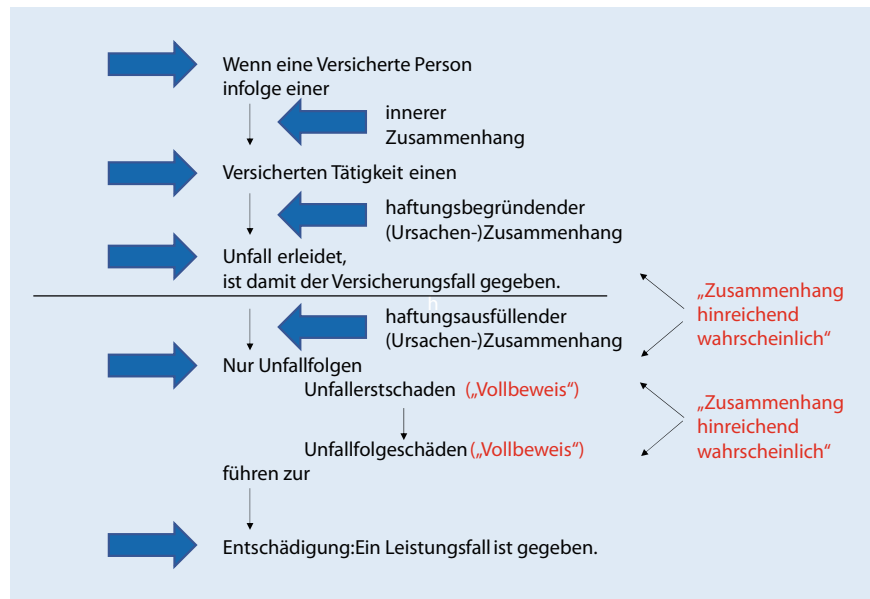 Wenn eine Versicherte Person
infolge einer
innerer
Zusammenhang
Versicherten Tätigkeit einen
haftungsbegründender
(Ursachen-)Zusammenhang
Unfall erleidet,
ist damit der Versicherungsfall gegeben.
h
„Zusammenhang
hinreichend
wahrscheinlich“
haftungsausfüllender
(Ursachen-)Zusammenhang
Nur Unfallfolgen
Unfallerstschaden („Vollbeweis“)
„Zusammenhang
hinreichend
wahrscheinlich“
Unfallfolgeschäden („Vollbeweis“)
führen zur
Entschädigung:Ein Leistungsfall ist gegeben.